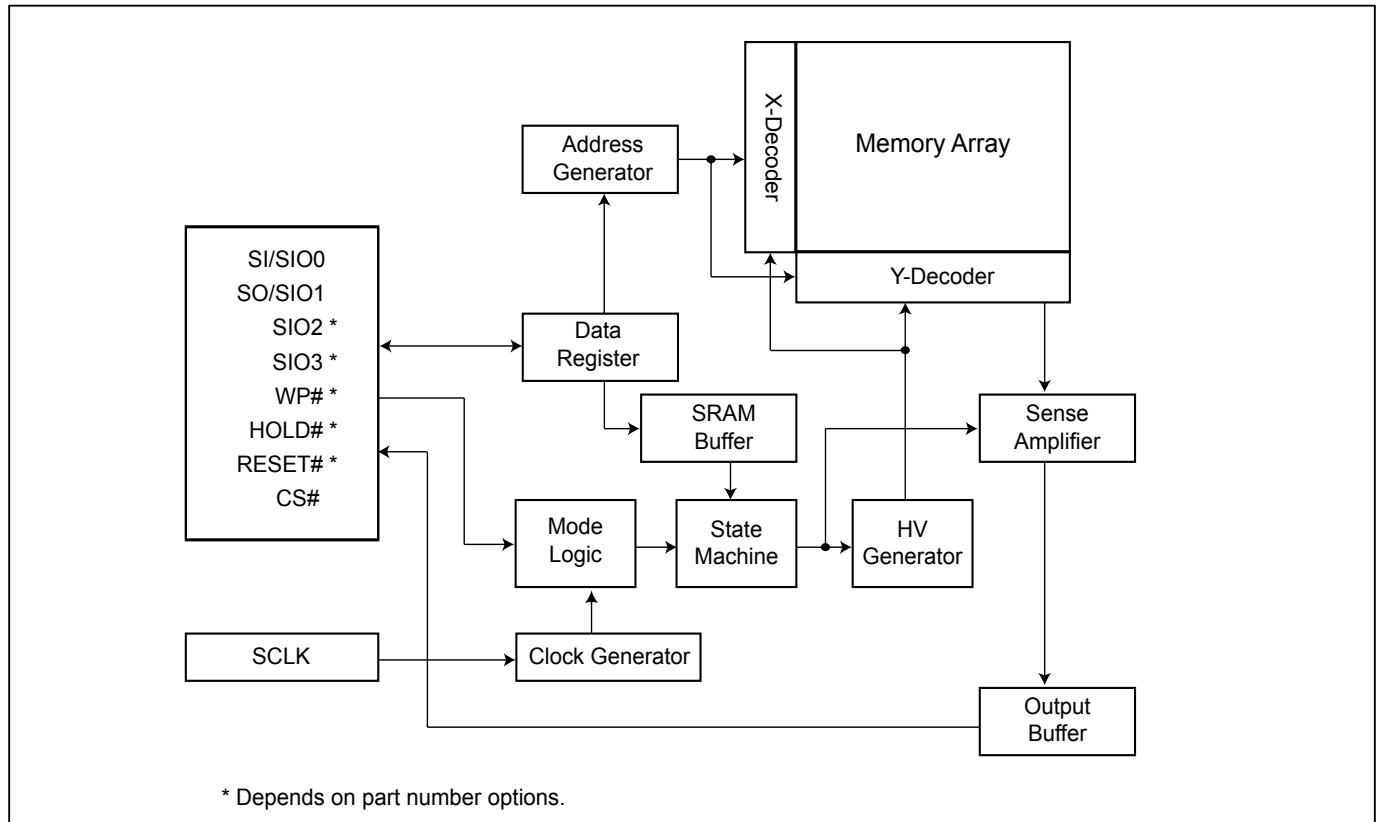 X-Decoder
Memory Array
Address
Generator
SI/SIO0
SO/SIO1
SIO2 *
SIO3 *
WP# *
HOLD# *
RESET# *
CS#
Y-Decoder
Data
Register
SRAM
Buffer
Sense
Amplifier
Mode
Logic
State
Machine
HV
Generator
SCLK
Clock Generator
Output
Buffer
* Depends on part number options.